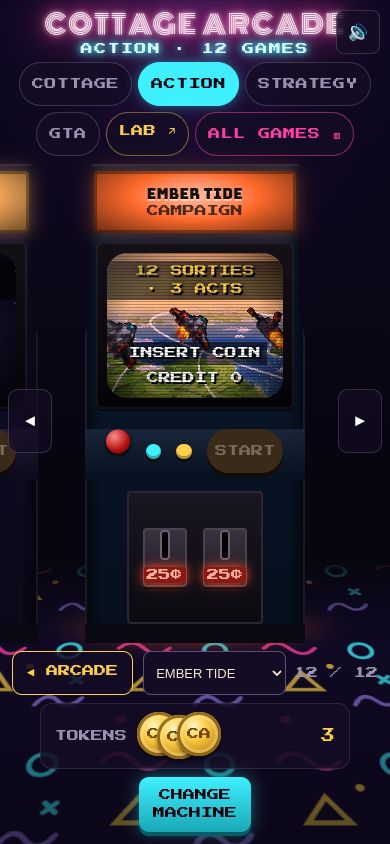 COTTAGE ARCADE
ACTION · 12 GAMES
COTTAGE
ACTION
STRATEGY
GTA
LAB ↗
ALL GAMES
EMBER TIDE
CAMPAIGN
12 SORTIES
· 3 ACTS
INSERT COIN
CREDIT 0
T
START
25¢
25¢
◄ ARCADE
EMBER TIDE
12 / 12
TOKENS
C
C
CA
3
CHANGE
MACHINE